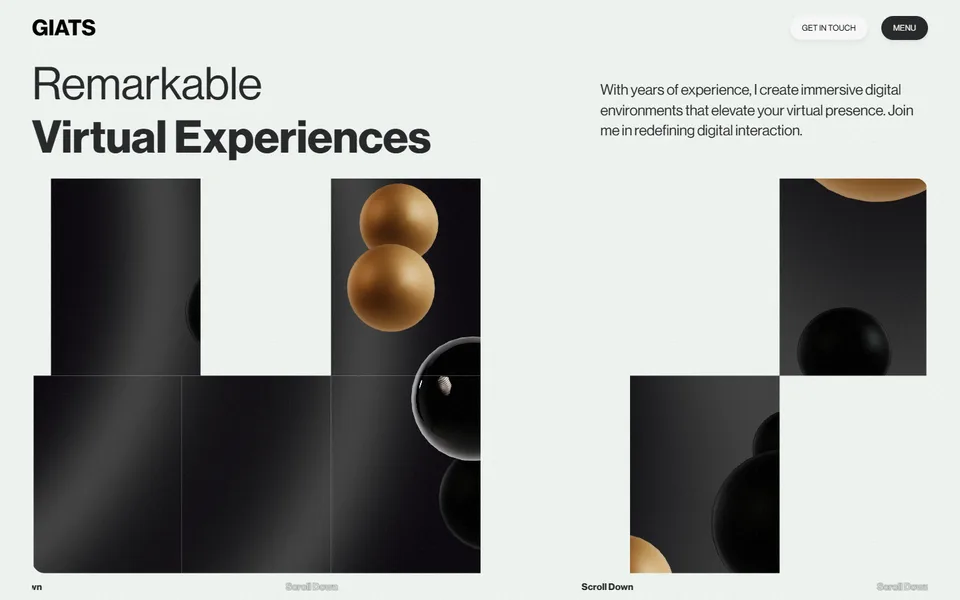 GIATS
GET IN TOUCH
MENU
Remarkable
Virtual Experiences
With years of experience, I create immersive digital
environments that elevate your virtual presence. Join
me in redefining digital interaction.
wn
Scroll Down
Scroll Down
Scroll Down